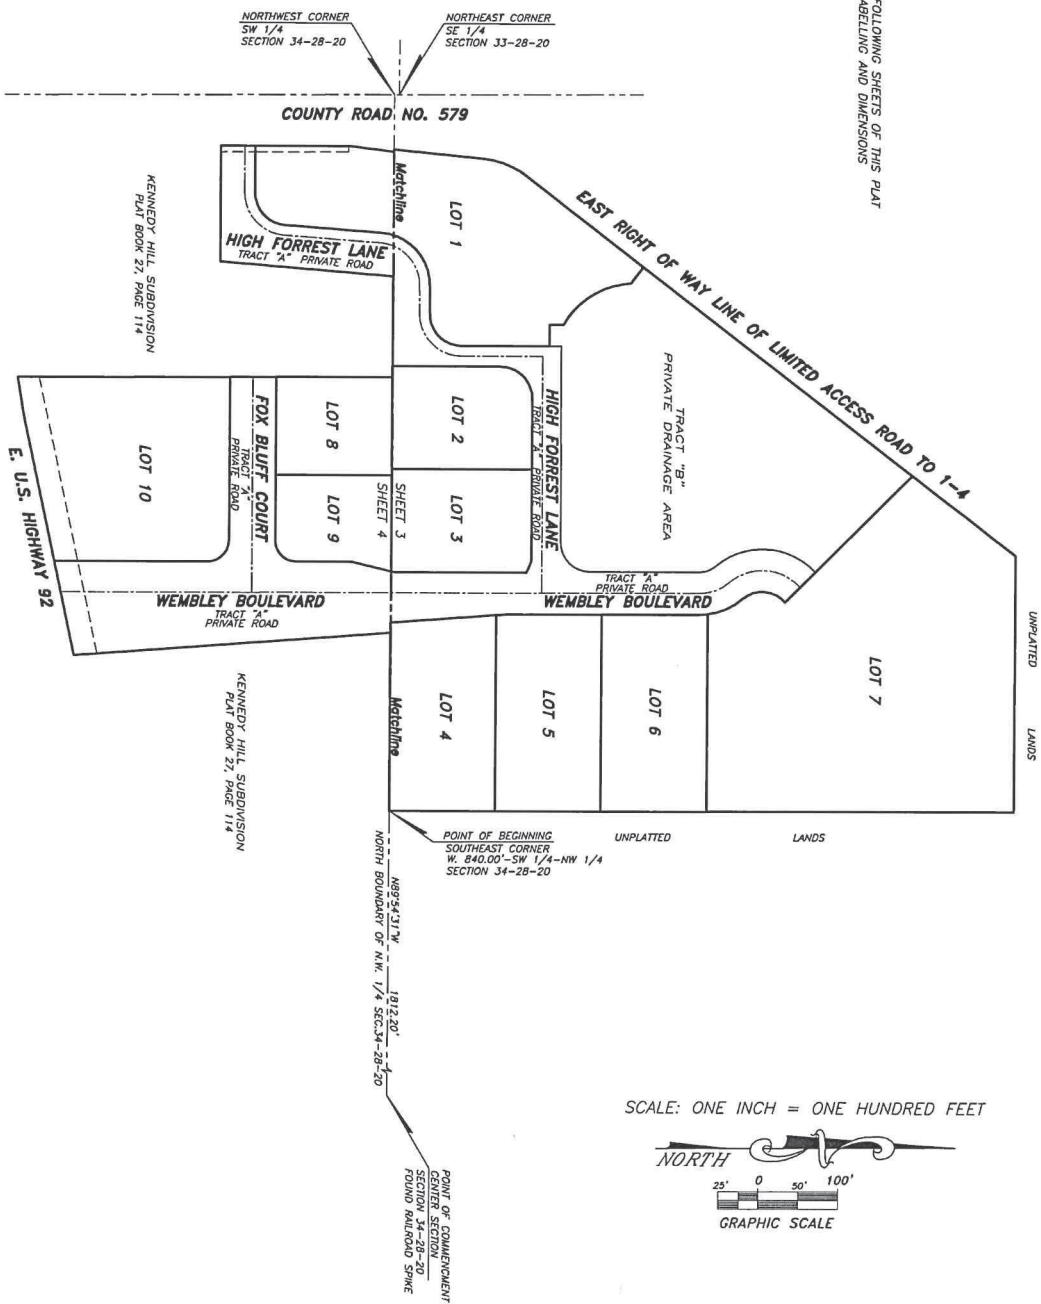 NORTHWEST CORNER
SW 1/4
SECTION 34-28-20
NORTHEAST CORNER
SE 1/4
SECTION 33-28-20
FOLLOWING SHEETS OF THIS PLAT
ABELLING AND DIMENSIONS
COUNTY ROAD NO. 579
Matchline
LOT 1
EAST RIGHT OF WAY LINE OF LIMITED ACCESS ROAD TO 1-4
KENNEDY HILL SUBDIVISION
PLAT BOOK 27, PAGE 114
HIGH FORREST LANE
TRACT "A" PRIVATE ROAD
TRACT "B"
PRIVATE DRAINAGE AREA
HIGH FORREST LANE
TRACT "A" PRIVATE ROAD
LOT 2
LOT 3
LOT 8
LOT 9
SHEET 3
SHEET 4
FOX BLUFF COURT
TRACT "A"
PRIVATE ROAD
LOT 10
E. U.S. HIGHWAY 92
WEMBLEY BOULEVARD
TRACT "A"
PRIVATE ROAD
TRACT "A"
PRIVATE ROAD
WEMBLEY BOULEVARD
LOT 4
LOT 5
LOT 6
LOT 7
UNPLATTED LANDS
Matchline
KENNEDY HILL SUBDIVISION
PLAT BOOK 27, PAGE 114
POINT OF BEGINNING
SOUTHEAST CORNER
W. 840.00'-SW 1/4-NW 1/4
SECTION 34-28-20
UNPLATTED LANDS
N89°54'31"W 1812.20'
NORTH BOUNDARY OF N.W. 1/4 SEC.34-28-20
POINT OF COMMENCMENT
CENTER SECTION
SECTION 34-28-20
FOUND RAILROAD SPIKE
SCALE: ONE INCH = ONE HUNDRED FEET
NORTH
25' 0 50' 100'
GRAPHIC SCALE